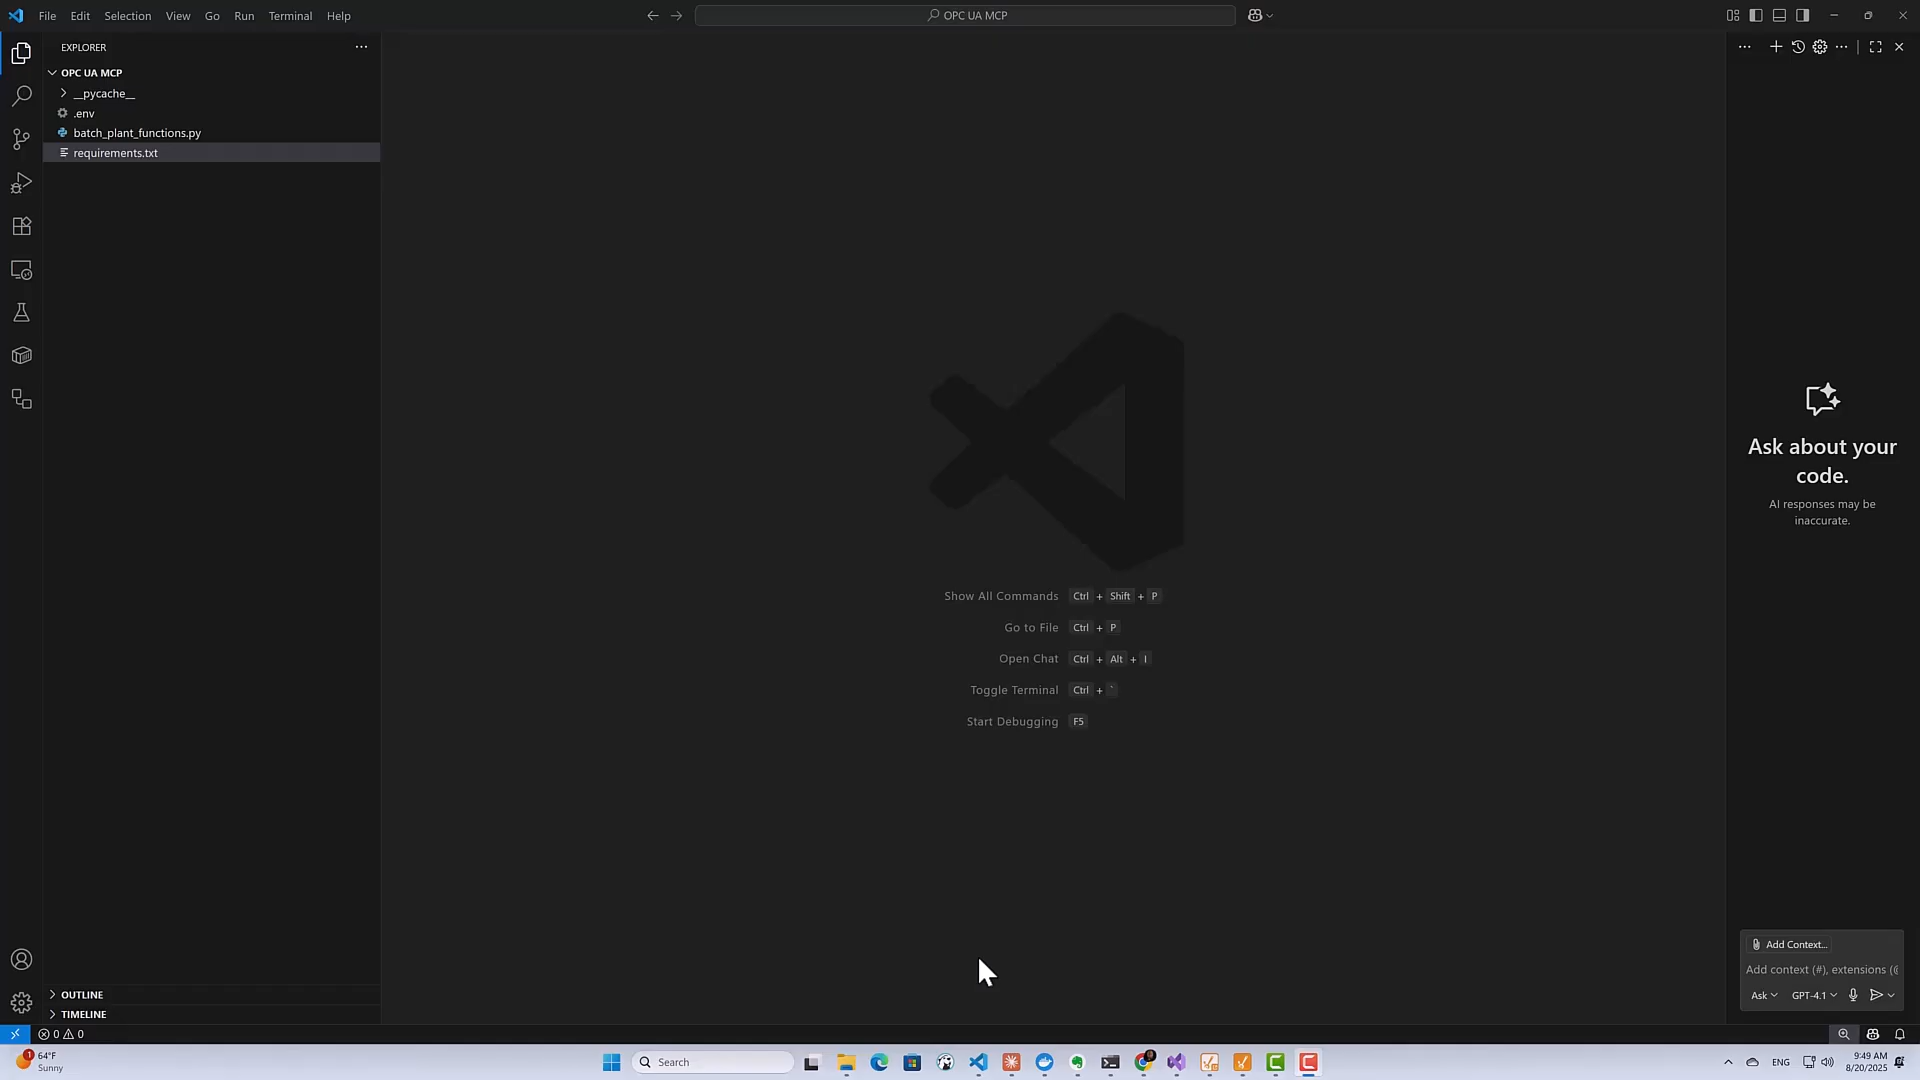 File Edit Selection View Go Run Terminal Help
OPC UA MCP
EXPLORER
OPC UA MCP
__pycache__
.env
batch_plant_functions.py
requirements.txt
Show All Commands Ctrl + Shift + P
Go to File Ctrl + P
Open Chat Ctrl + Alt + I
Toggle Terminal Ctrl + `
Start Debugging F5
Ask about your
code.
AI responses may be
inaccurate.
Add Context...
Add context (#), extensions (@
Ask GPT-4.1
OUTLINE
TIMELINE
0 0
1
64°F
Sunny
Search
ENG
9:49 AM
8/20/2025